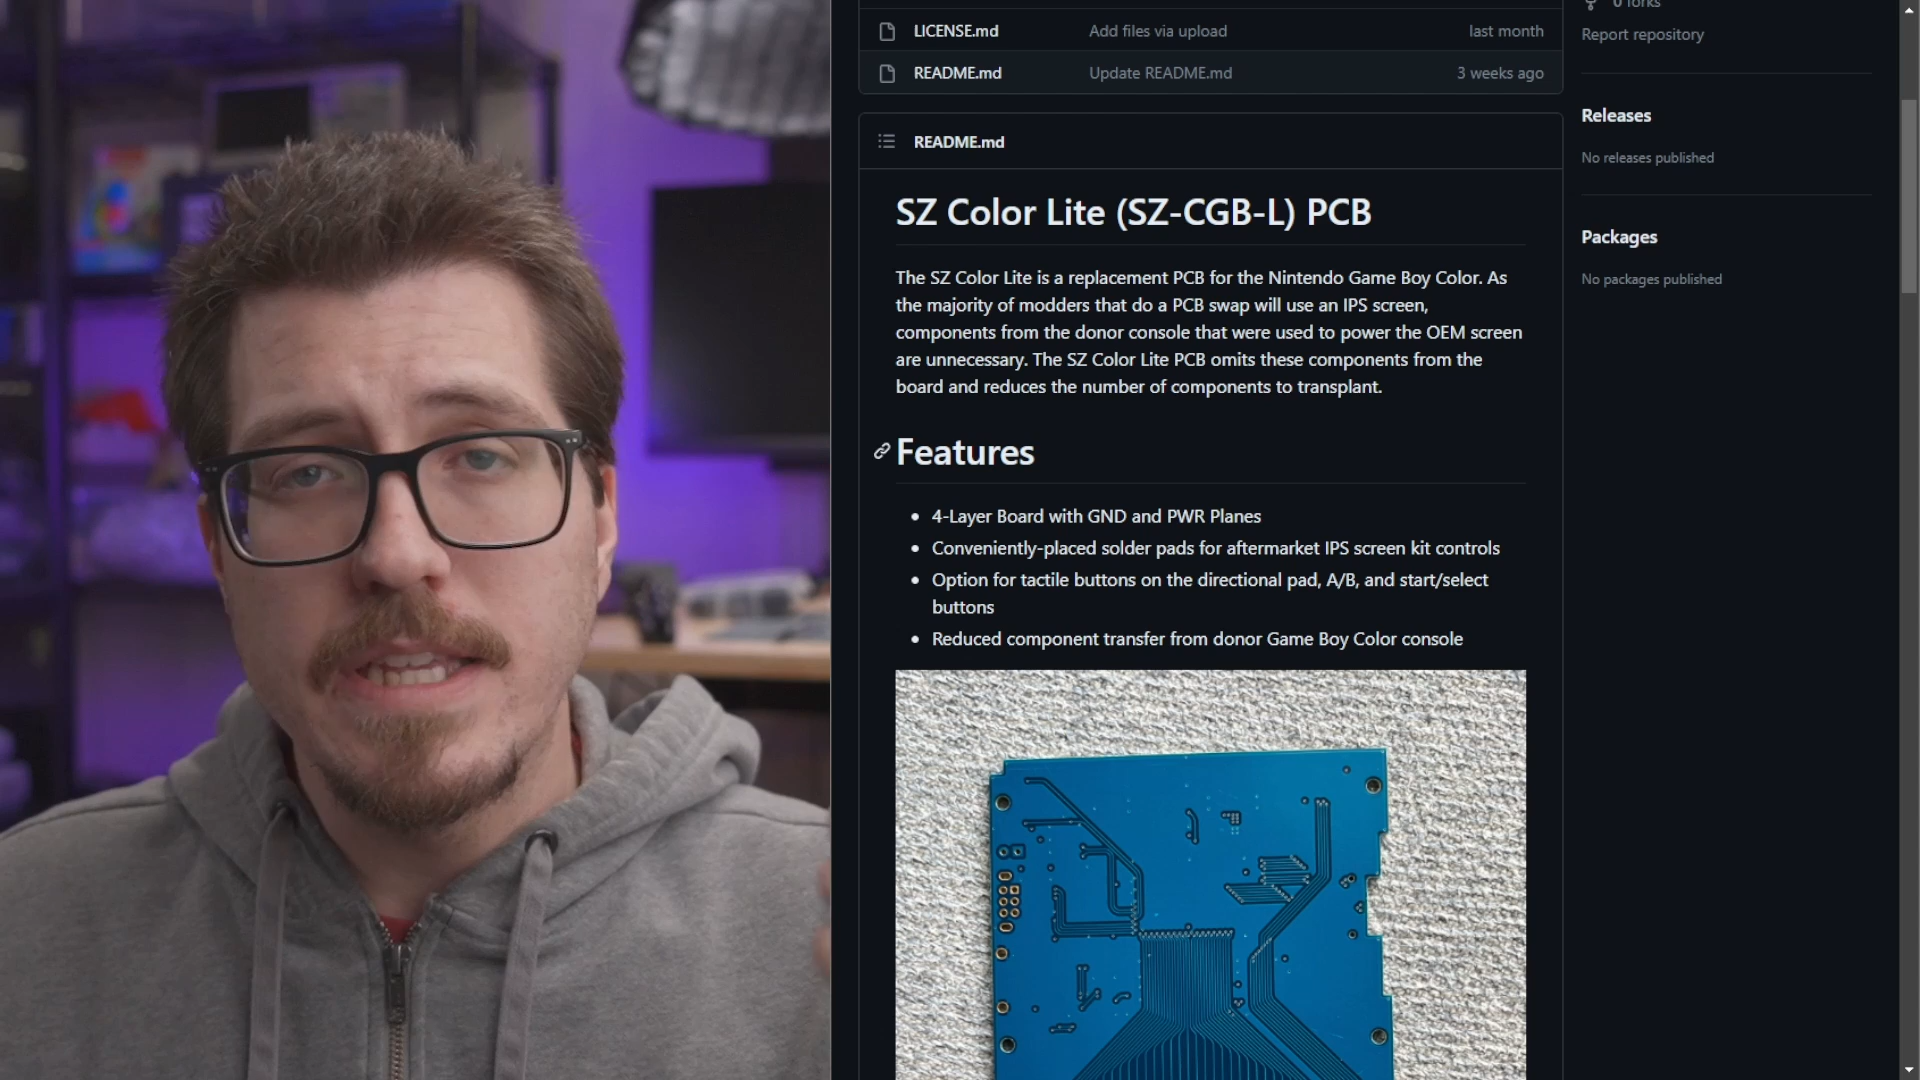 0 forks
LICENSE.md Add files via upload last month
Report repository
README.md Update README.md 3 weeks ago
Releases
README.md
No releases published
SZ Color Lite (SZ-CGB-L) PCB
Packages
The SZ Color Lite is a replacement PCB for the Nintendo Game Boy Color. As
No packages published
the majority of modders that do a PCB swap will use an IPS screen,
components from the donor console that were used to power the OEM screen
are unnecessary. The SZ Color Lite PCB omits these components from the
board and reduces the number of components to transplant.
Features
4-Layer Board with GND and PWR Planes
Conveniently-placed solder pads for aftermarket IPS screen kit controls
Option for tactile buttons on the directional pad, A/B, and start/select
buttons
Reduced component transfer from donor Game Boy Color console